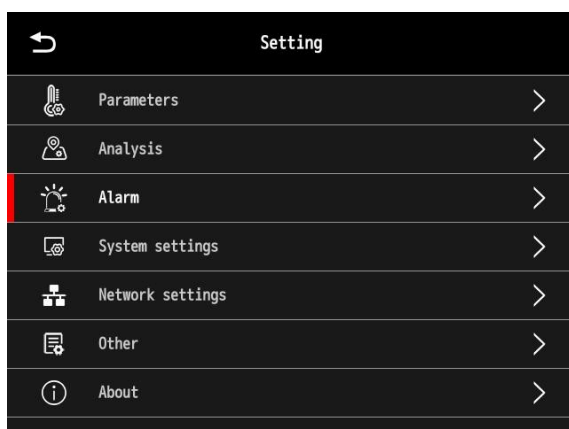 Setting
Parameters
Analysis
Alarm
System settings
Network settings
Other
About